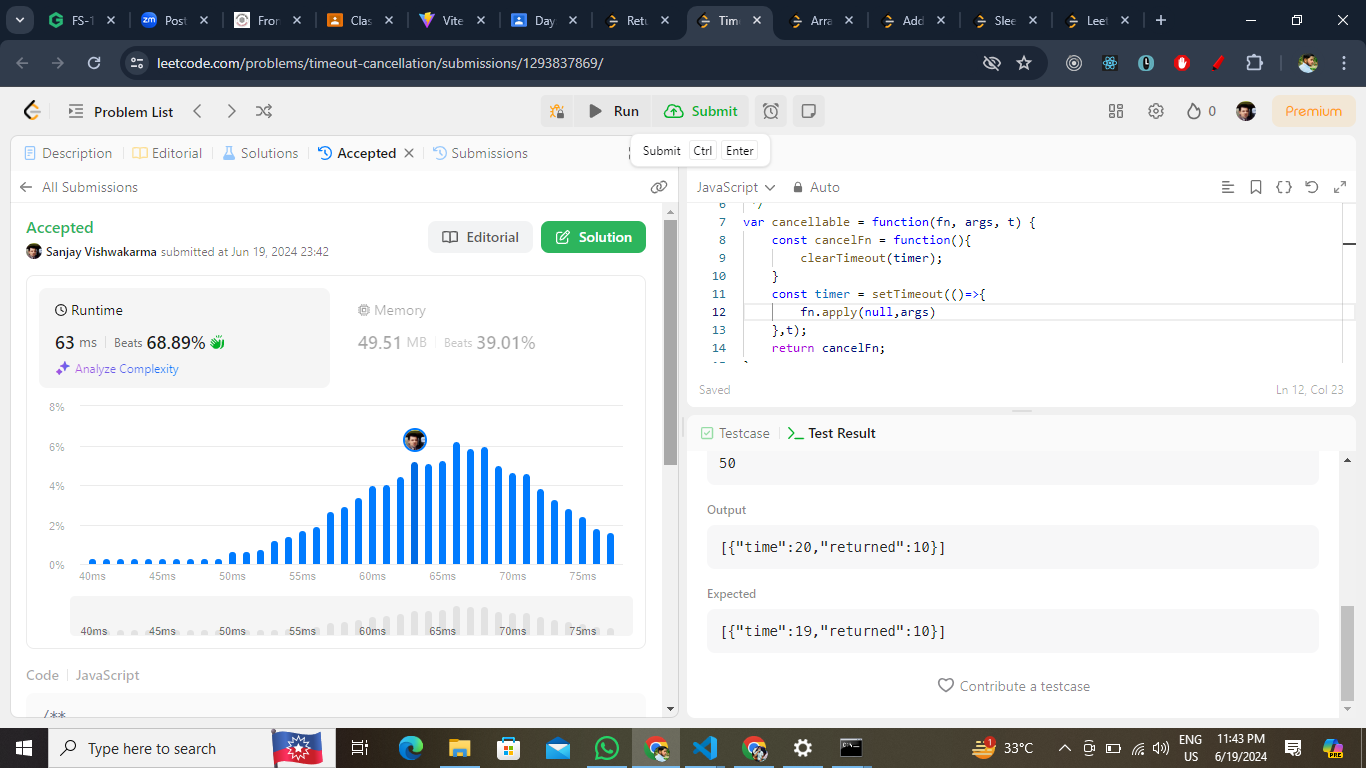 FS-1
Post
Fron
Clas
Vite
Day
Retu
Time
Arra
Add
Slee
Leet
leetcode.com/problems/timeout-cancellation/submissions/1293837869/
Problem List
Run
Submit
0
Premium
Submit Ctrl Enter
Description
Editorial
Solutions
Accepted
Submissions
All Submissions
Accepted
Sanjay Vishwakarma submitted at Jun 19, 2024 23:42
Editorial
Solution
Runtime
63 ms Beats 68.89%
Analyze Complexity
Memory
49.51 MB Beats 39.01%
8%
6%
4%
2%
0%
40ms 45ms 50ms 55ms 60ms 65ms 70ms 75ms
40ms 45ms 50ms 55ms 60ms 65ms 70ms 75ms
Code JavaScript
/**
JavaScript
Auto
6 */
7 var cancellable = function(fn, args, t) {
8 const cancelFn = function(){
9 clearTimeout(timer);
10 }
11 const timer = setTimeout(()=>{
12 fn.apply(null,args)
13 },t);
14 return cancelFn;
Saved
Ln 12, Col 23
Testcase
Test Result
50
Output
[{"time":20,"returned":10}]
Expected
[{"time":19,"returned":10}]
Contribute a testcase
Type here to search
1
33°C
ENG
US
11:43 PM
6/19/2024
PRE